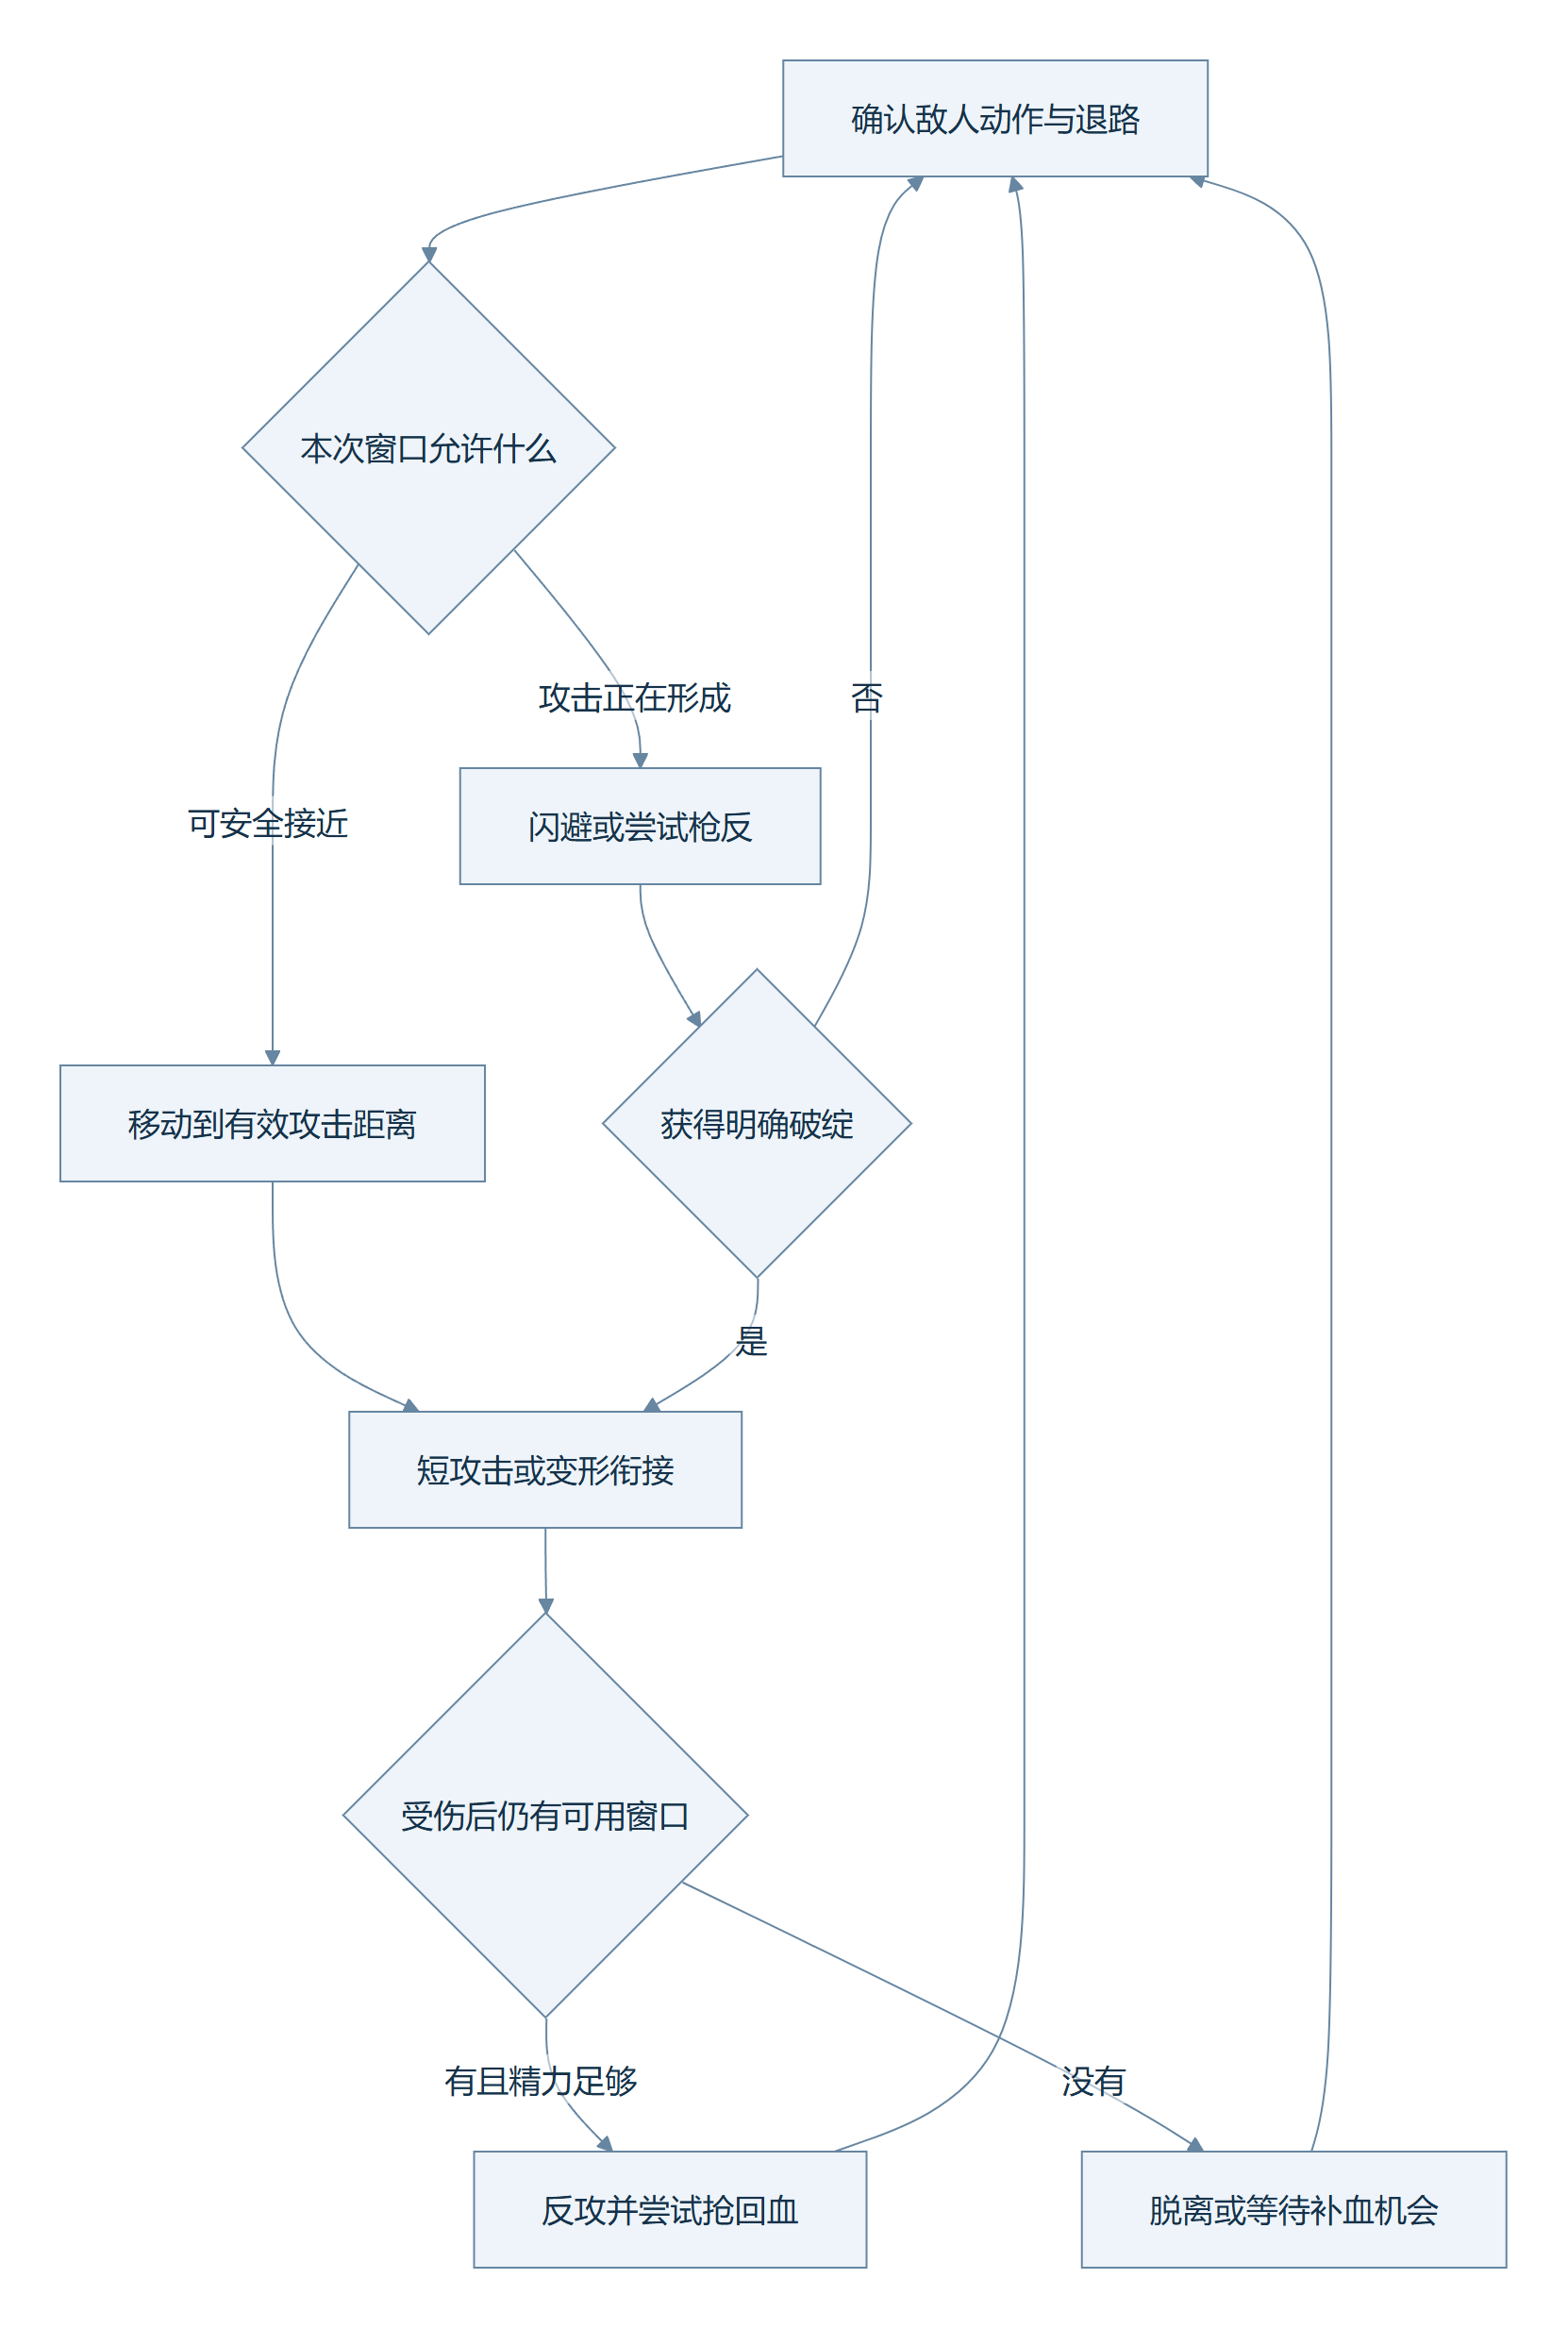 确认敌人动作与退路
本次窗口允许什么
攻击正在形成
否
可安全接近
闪避或尝试枪反
移动到有效攻击距离
获得明确破绽
是
短攻击或变形衔接
受伤后仍有可用窗口
有且精力足够
没有
反攻并尝试抢回血
脱离或等待补血机会